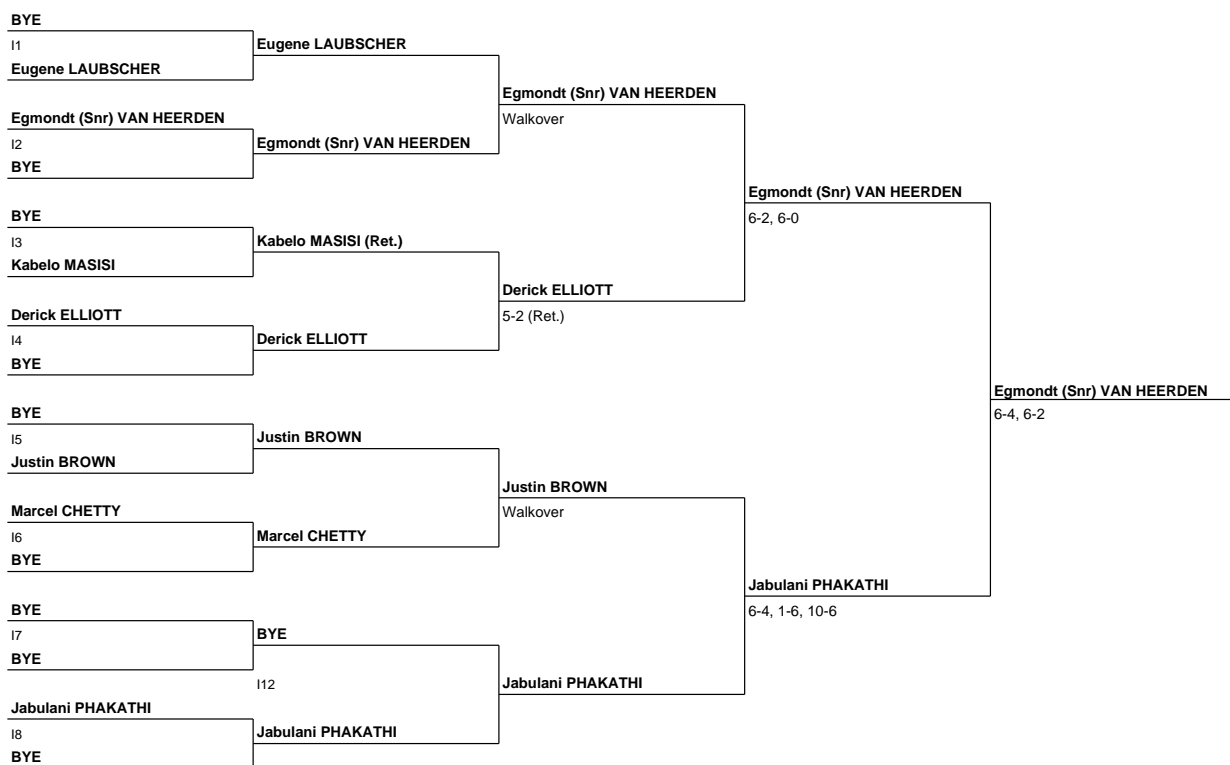 BYE
I1
Eugene LAUBSCHER
Eugene LAUBSCHER
Egmondt (Snr) VAN HEERDEN
Walkover
Egmondt (Snr) VAN HEERDEN
I2
BYE
Egmondt (Snr) VAN HEERDEN
Egmondt (Snr) VAN HEERDEN
6-2, 6-0
BYE
I3
Kabelo MASISI
Kabelo MASISI (Ret.)
Derick ELLIOTT
5-2 (Ret.)
Derick ELLIOTT
I4
BYE
Derick ELLIOTT
Egmondt (Snr) VAN HEERDEN
6-4, 6-2
BYE
I5
Justin BROWN
Justin BROWN
Justin BROWN
Walkover
Marcel CHETTY
I6
BYE
Marcel CHETTY
Jabulani PHAKATHI
6-4, 1-6, 10-6
BYE
I7
BYE
BYE
I12
Jabulani PHAKATHI
Jabulani PHAKATHI
I8
BYE
Jabulani PHAKATHI